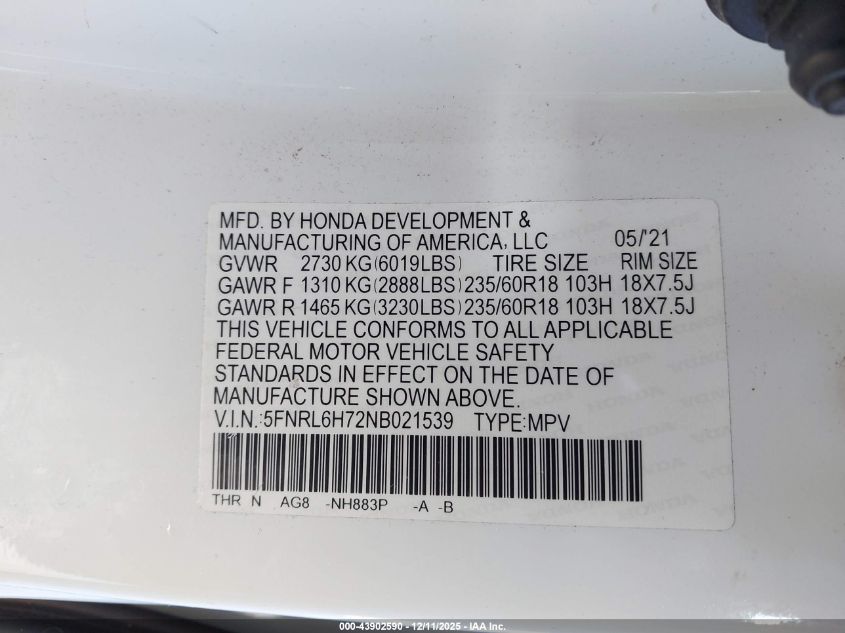 MFD. BY HONDA DEVELOPMENT &
MANUFACTURING OF AMERICA, LLC 05/'21
GVWR 2730 KG(6019LBS) TIRE SIZE RIM SIZE
GAWR F 1310 KG(2888LBS)235/60R18 103H 18X7.5J
GAWR R 1465 KG(3230LBS)235/60R18 103H 18X7.5J
THIS VEHICLE CONFORMS TO ALL APPLICABLE
FEDERAL MOTOR VEHICLE SAFETY
STANDARDS IN EFFECT ON THE DATE OF
MANUFACTURE SHOWN ABOVE.
V.I.N.:5FNRL6H72NB021539 TYPE:MPV
THR N AG8 -NH883P -A -B
000-43902590 - 12/11/2025 - IAA Inc.